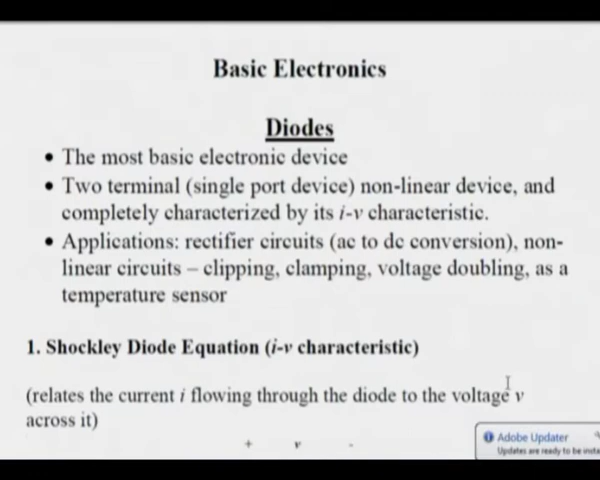 Basic Electronics
Diodes
• The most basic electronic device
• Two terminal (single port device) non-linear device, and
completely characterized by its i-v characteristic.
• Applications: rectifier circuits (ac to dc conversion), non-
linear circuits – clipping, clamping, voltage doubling, as a
temperature sensor
1. Shockley Diode Equation (i-v characteristic)
(relates the current i flowing through the diode to the voltage v
across it)
+ v -
Adobe Updater
Updates are ready to be insta